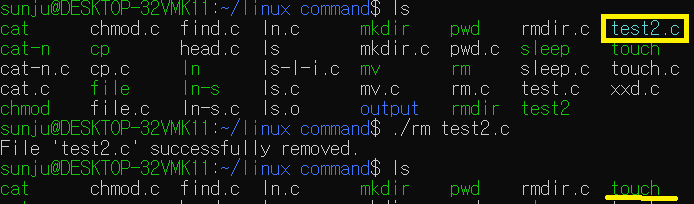 sunju@DESKTOP-32VMK11:~/linux command$ ls
cat chmod.c find.c ln.c mkdir pwd rmdir.c test2.c
cat-n cp head.c ls mkdir.c pwd.c sleep touch
cat-n.c cp.c ln ls-l-i.c mv rm sleep.c touch.c
cat.c file ln-s ls.c mv.c rm.c test.c xxd.c
chmod file.c ln-s.c ls.o output rmdir test2
sunju@DESKTOP-32VMK11:~/linux command$ ./rm test2.c
File 'test2.c' successfully removed.
sunju@DESKTOP-32VMK11:~/linux command$ ls
cat chmod.c find.c ln.c mkdir pwd rmdir.c touch